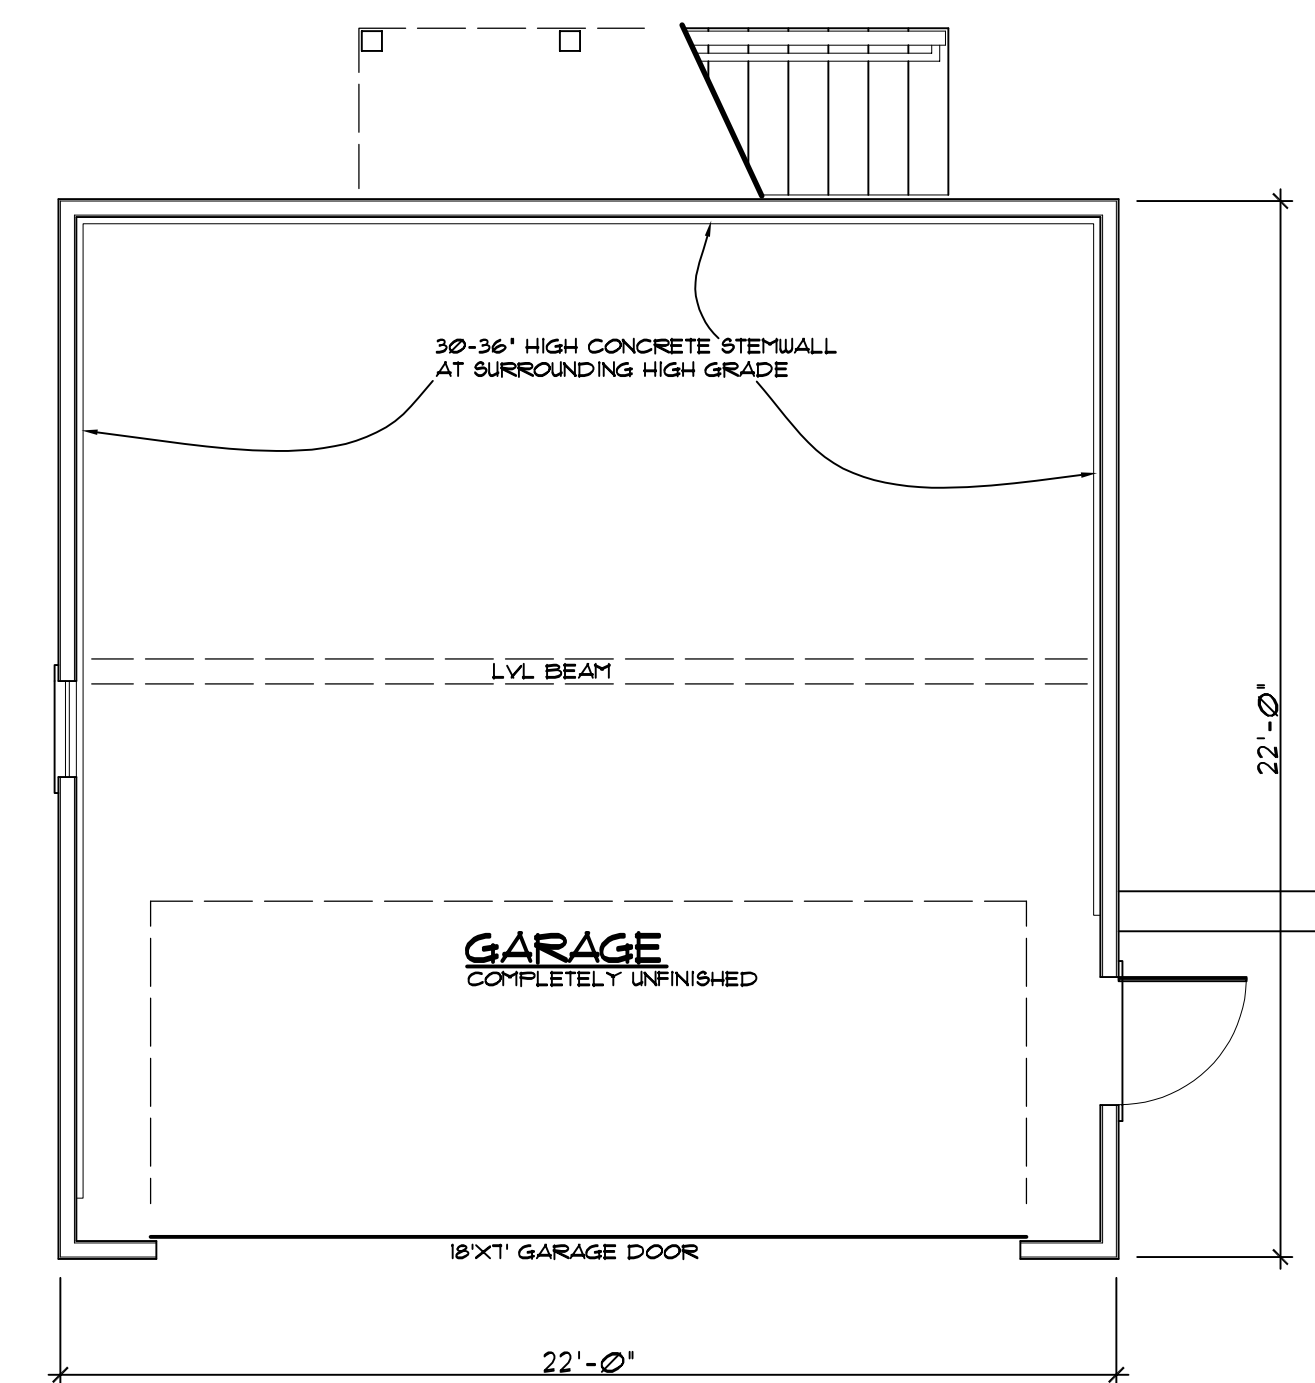 30-36" HIGH CONCRETE STEMWALL
AT SURROUNDING HIGH GRADE
LVL BEAM
22'-0"
GARAGE
COMPLETELY UNFINISHED
18'X7' GARAGE DOOR
22'-0"